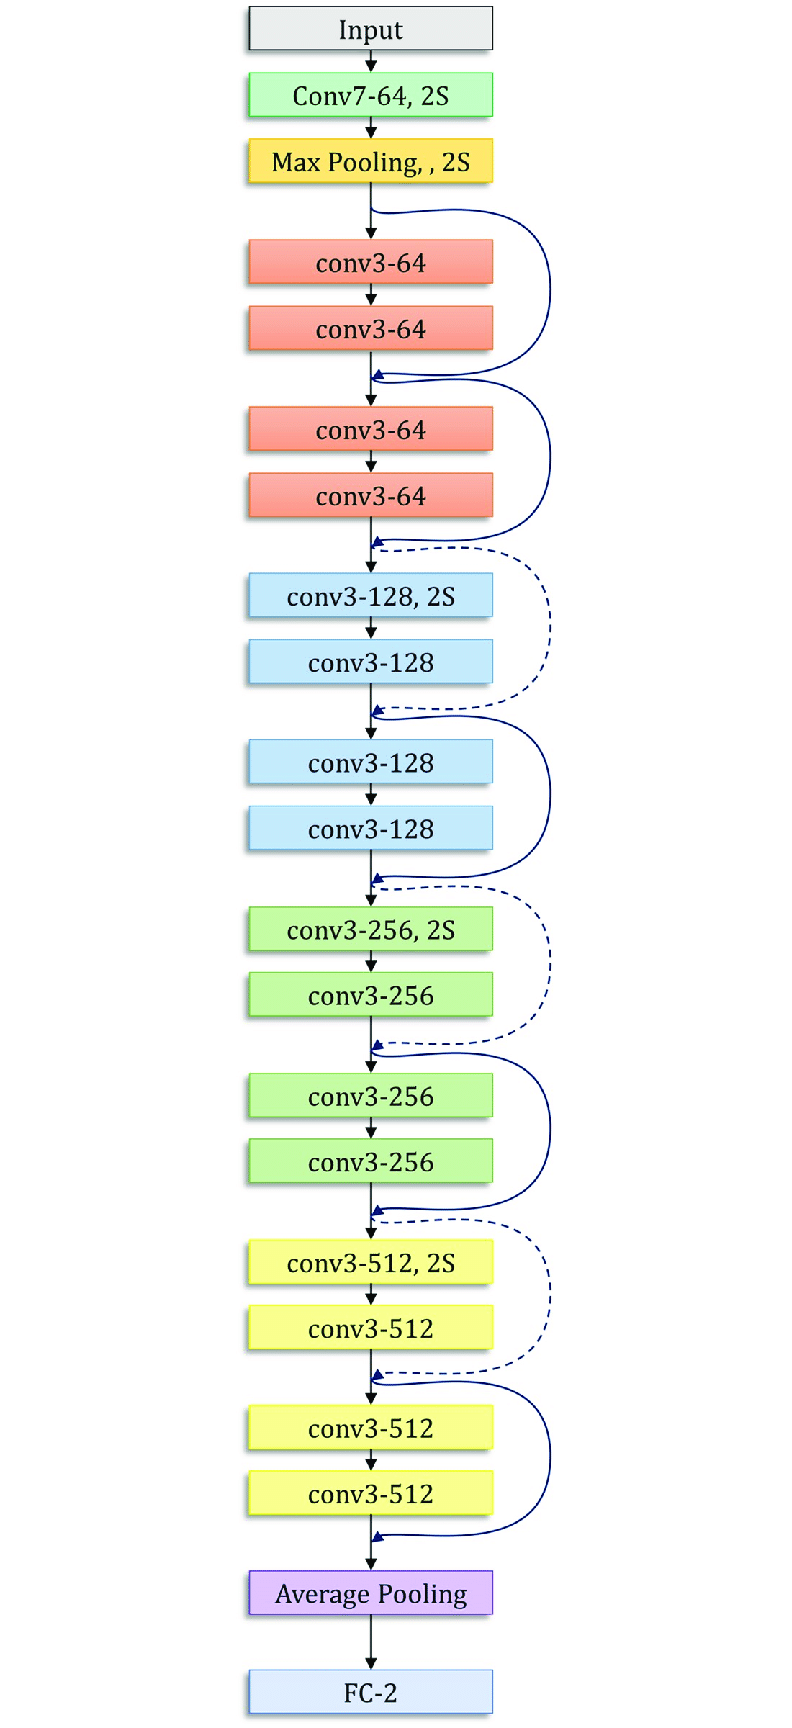 Input
Conv7-64, 2S
Max Pooling, , 2S
conv3-64
conv3-64
conv3-64
conv3-64
conv3-128, 2S
conv3-128
conv3-128
conv3-128
conv3-256, 2S
conv3-256
conv3-256
conv3-256
conv3-512, 2S
conv3-512
conv3-512
conv3-512
Average Pooling
FC-2